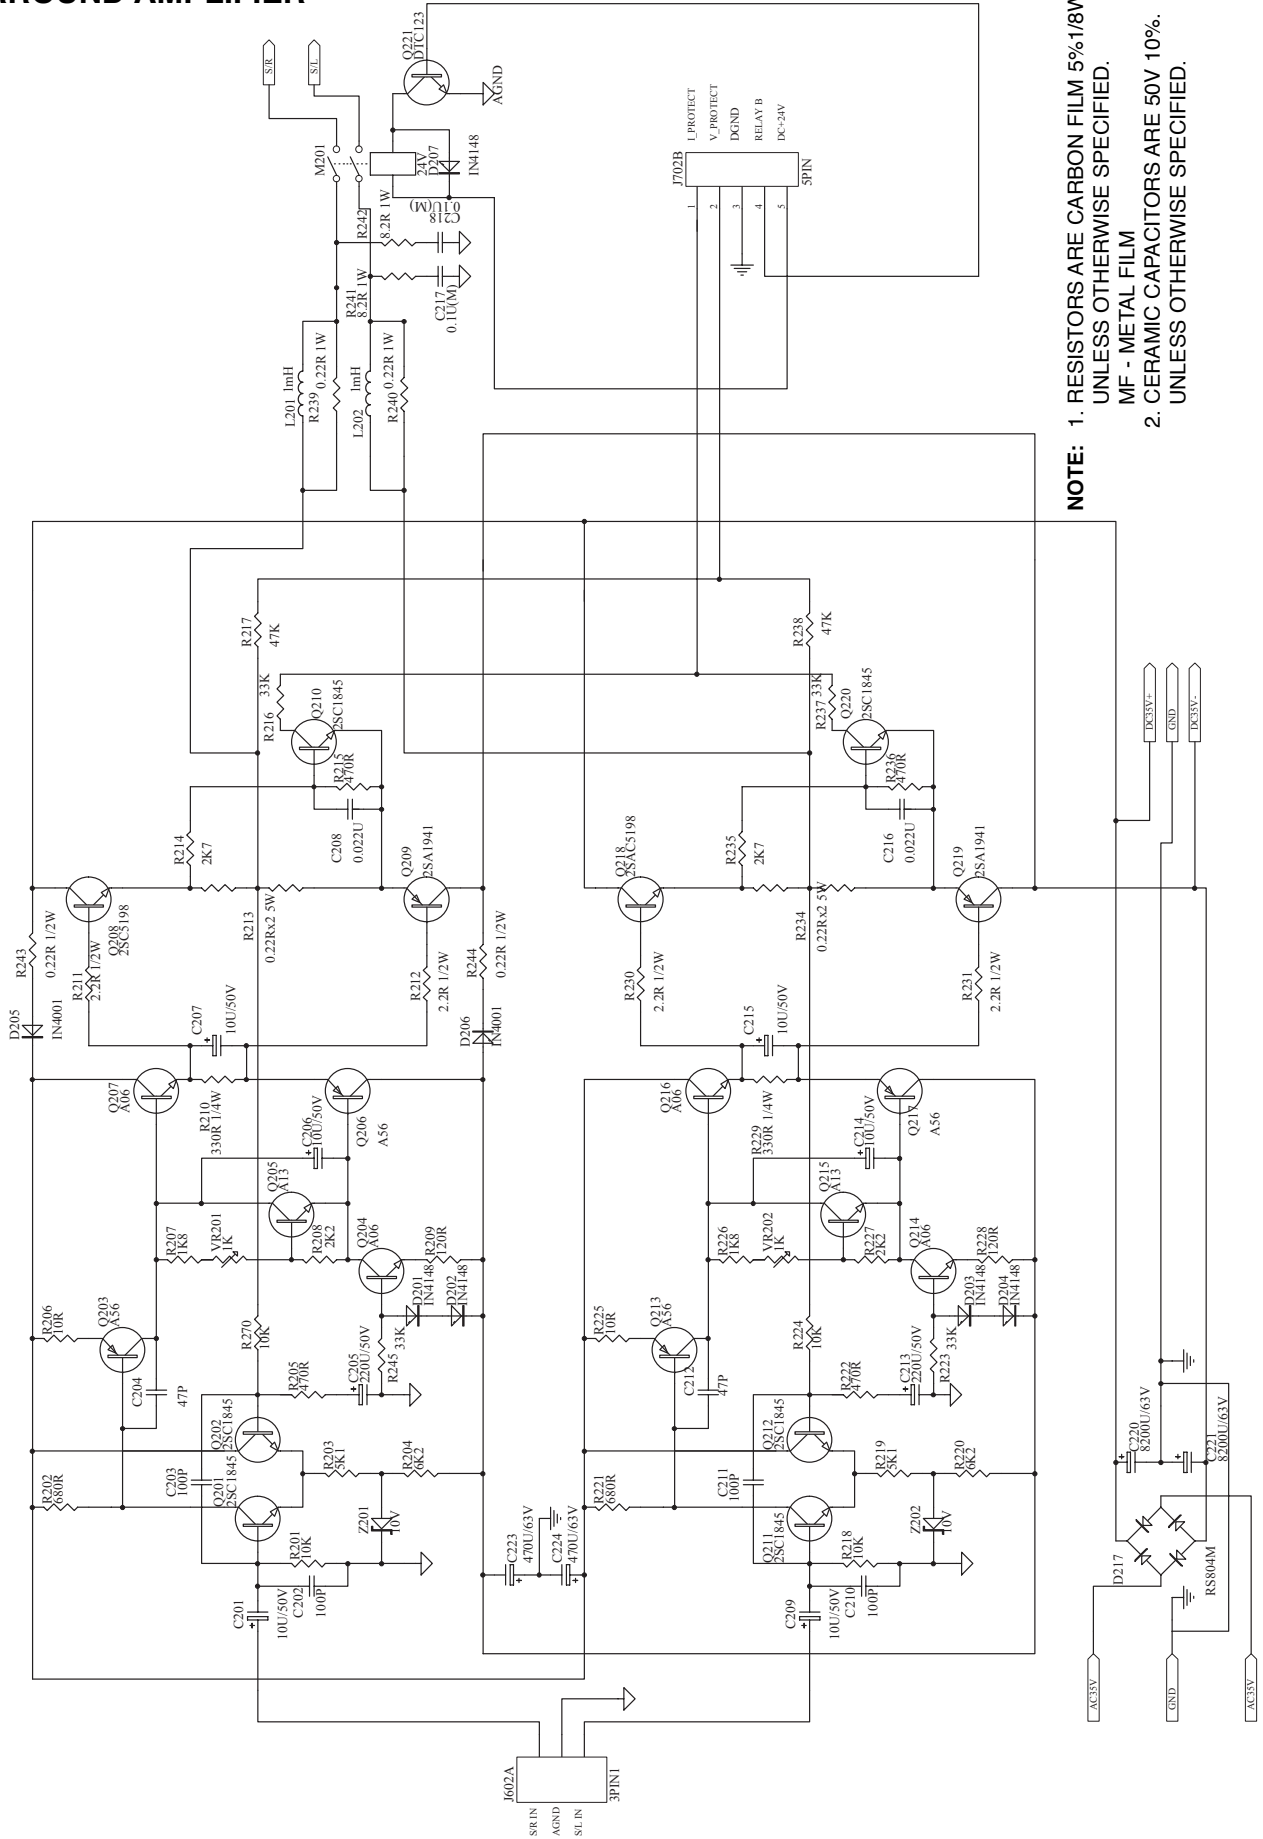 AROUND AMPLIFIER
S/R
S/L
Q221
DTC123
AGND
M201
24V
D207
IN4148
C218
0.1U(M)
R242
8.2R 1W
R241
8.2R 1W
C217
0.1U(M)
L201 1mH
R239 0.22R 1W
L202 1mH
R240 0.22R 1W
J702B
I_PROTECT
V_PROTECT
DGND
RELAY B
DC+24V
1
2
3
4
5
5PIN
NOTE: 1. RESISTORS ARE CARBON FILM 5%1/8W
UNLESS OTHERWISE SPECIFIED.
MF - METAL FILM
2. CERAMIC CAPACITORS ARE 50V 10%.
UNLESS OTHERWISE SPECIFIED.
R217
47K
R216
33K
Q210
2SC1845
R215
470R
R214
2K7
C208
0.022U
Q209
2SA1941
Q208
2SC5198
R213
0.22Rx2 5W
R243
0.22R 1/2W
R211
2.2R 1/2W
R212
2.2R 1/2W
R244
0.22R 1/2W
D205
IN4001
D206
IN4001
C207
10U/50V
Q207
A06
R210
330R 1/4W
Q206
A56
C206
10U/50V
Q205
A13
R207
1K8
VR201
1K
R208
2K2
Q204
A06
R209
120R
D201
IN4148
D202
IN4148
R206
10R
Q203
A56
R270
10K
C204
47P
R205
470R
C205
220U/50V
R245
33K
R202
680R
Q202
2SC1845
C203
100P
Q201
2SC1845
R203
5K1
R204
6K2
Z201
10V
R201
10K
C202
100P
C201
10U/50V
C223
470U/63V
C224
470U/63V
R238
47K
R237
33K
Q220
2SC1845
R236
470R
R235
2K7
C216
0.022U
Q219
2SA1941
Q218
2SAC5198
R234
0.22Rx2 5W
R230
2.2R 1/2W
R231
2.2R 1/2W
C215
10U/50V
Q216
A06
R229
330R 1/4W
Q217
A56
C214
10U/50V
Q215
A13
R226
1K8
VR202
1K
R227
2K2
Q214
A06
R228
120R
D203
IN4148
D204
IN4148
R225
10R
Q213
A56
R224
10K
C212
47P
R222
470R
C213
220U/50V
R223
33K
R221
680R
Q212
2SC1845
C211
100P
Q211
2SC1845
R219
5K1
R220
6K2
Z202
10V
R218
10K
C210
100P
C209
10U/50V
DC35V+
GND
DC35V-
C220
8200U/63V
C221
8200U/63V
D217
RS804M
AC35V
GND
AC35V
J602A
S/R IN
AGND
S/L IN
3PIN1